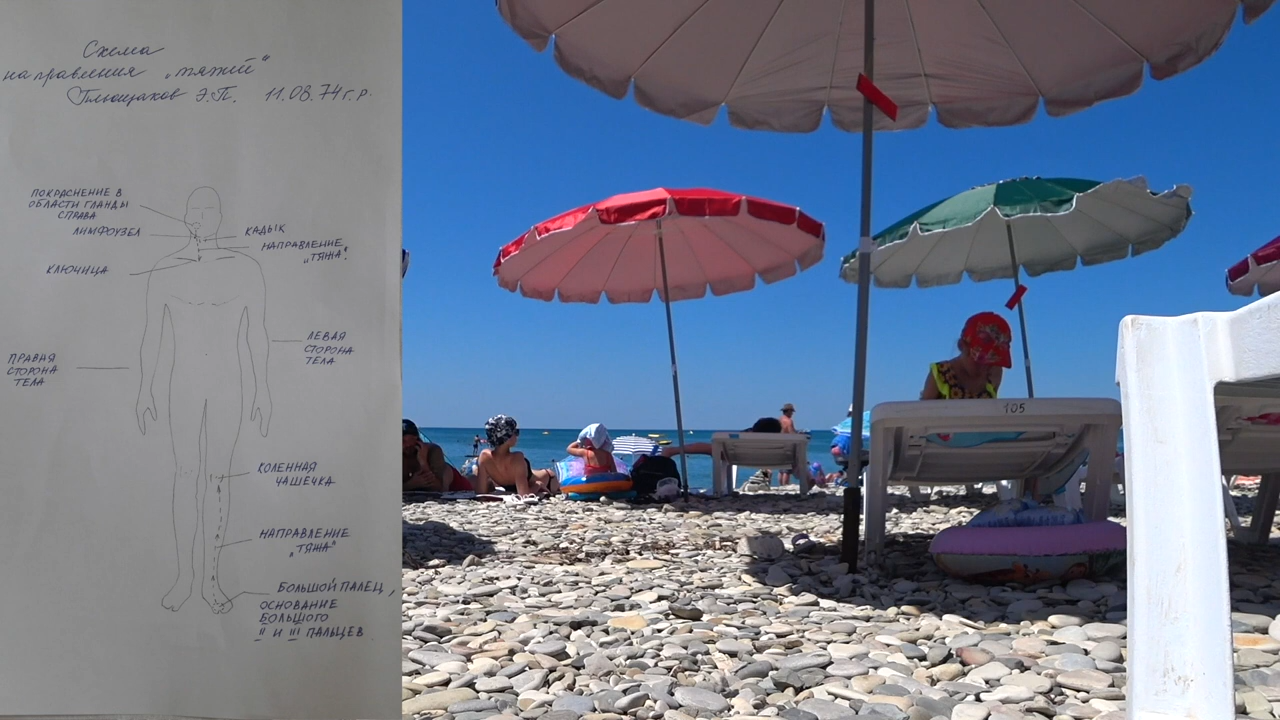 Схема
направления „тяжей"
Глющахов Э.П. 11.08.74 г.р.
ПОКРАСНЕНИЕ В
ОБЛАСТИ ГЛАНДЫ
СПРАВА
ЛИМФОУЗЕЛ
КАДЫК
НАПРАВЛЕНИЕ
„ТЯЖА".
КЛЮЧИЦА
ЛЕВАЯ
СТОРОНА
ТЕЛА
ПРАВАЯ
СТОРОНА
ТЕЛА
КОЛЕННАЯ
ЧАШЕЧКА
НАПРАВЛЕНИЕ
„ТЯЖА"
БОЛЬШОЙ ПАЛЕЦ,
ОСНОВАНИЕ
БОЛЬШОГО
II И III ПАЛЬЦЕВ
105